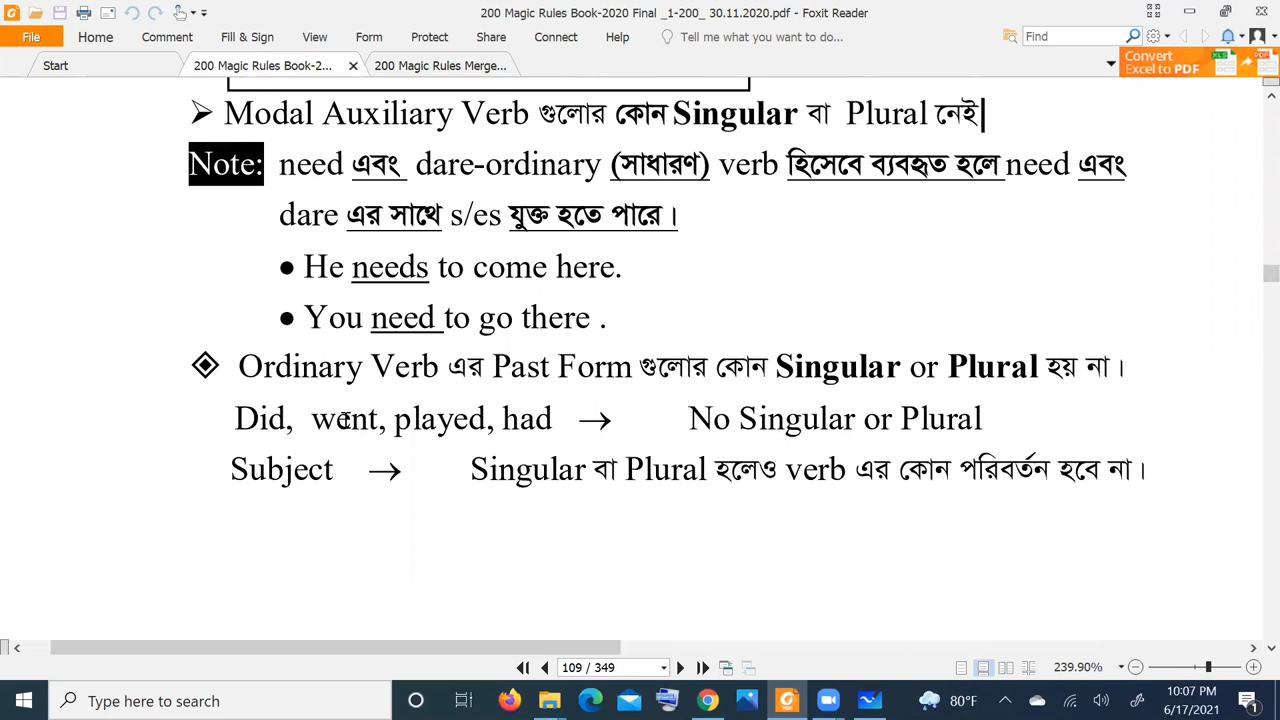 200 Magic Rules Book-2020 Final _1-200_ 30.11.2020.pdf - Foxit Reader
File Home Comment Fill & Sign View Form Protect Share Connect Help Tell me what you want to do... Find
Convert
Excel to PDF
Start 200 Magic Rules Book-2... 200 Magic Rules Merge...
➢ Modal Auxiliary Verb গুলোর কোন Singular বা Plural নেই|
Note: need এবং dare-ordinary (সাধারণ) verb হিসেবে ব্যবহৃত হলে need এবং
dare এর সাথে s/es যুক্ত হতে পারে।
• He needs to come here.
• You need to go there .
❖ Ordinary Verb এর Past Form গুলোর কোন Singular or Plural হয় না।
Did, went, played, had → No Singular or Plural
Subject → Singular বা Plural হলেও verb এর কোন পরিবর্তন হবে না।
109 / 349 239.90%
Type here to search 80°F 10:07 PM
6/17/2021